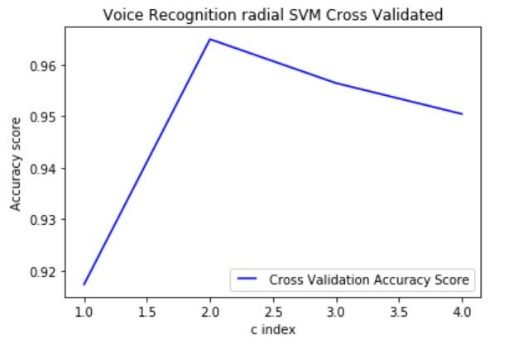 Voice Recognition radial SVM Cross Validated
Accuracy score
0.96
0.95
0.94
0.93
0.92
Cross Validation Accuracy Score
1.0 1.5 2.0 2.5 3.0 3.5 4.0
c index